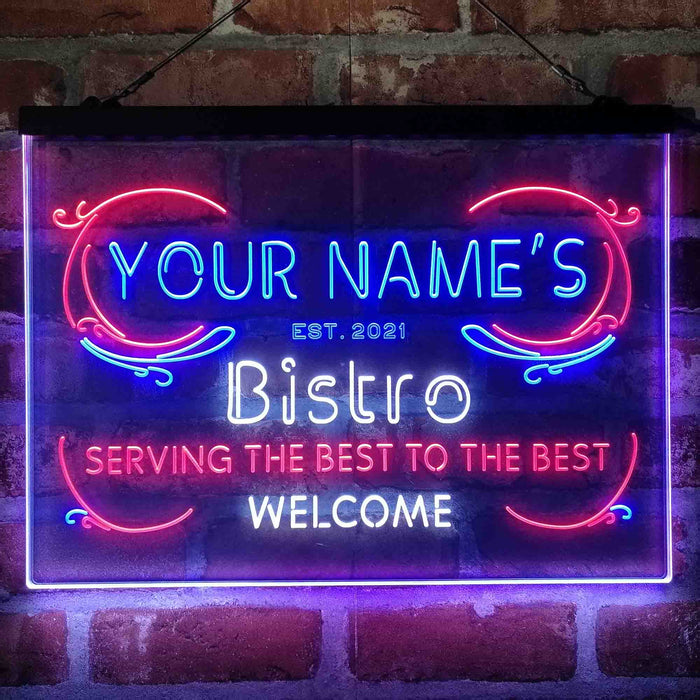 YOUR NAME'S
EST. 2021
Bistro
SERVING THE BEST TO THE BEST
WELCOME